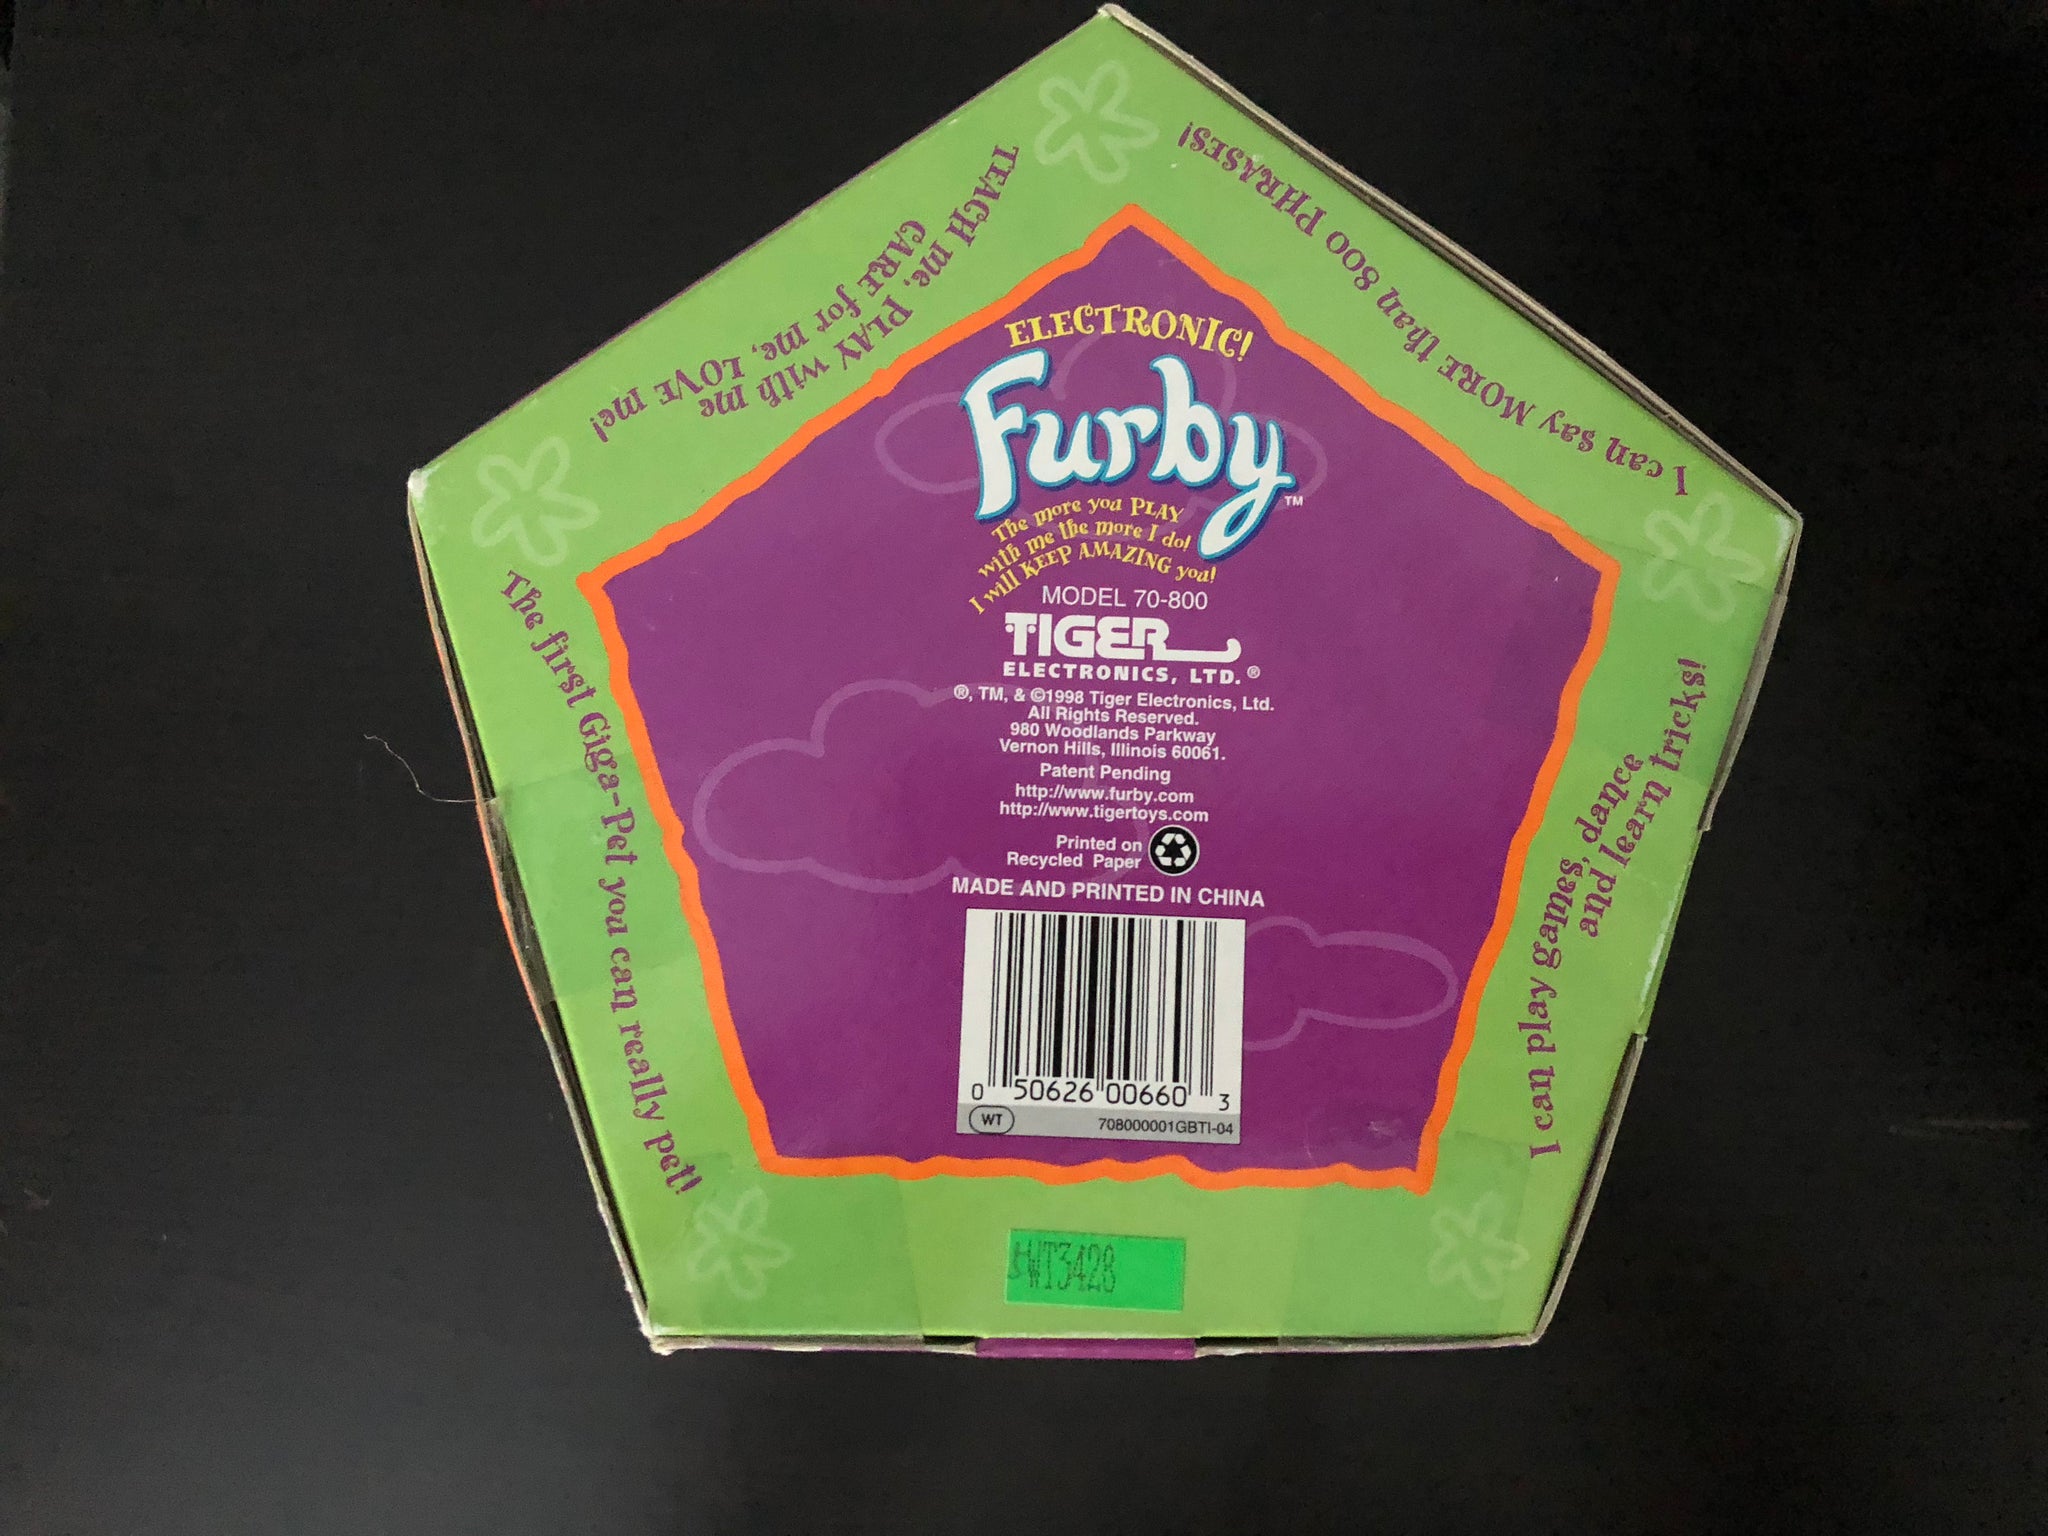 TEACH me, PLAY with me
CARE for me, LOVE me!
I can say MORE than 800 PHRASES!
The first Giga-Pet you can really pet!
I can play games, dance
and learn tricks!
ELECTRONIC!
Furby™
The more you PLAY
with me the more I do!
I will KEEP AMAZING you!
MODEL 70-800
TIGER
ELECTRONICS, LTD.®
®, TM, & ©1998 Tiger Electronics, Ltd.
All Rights Reserved.
980 Woodlands Parkway
Vernon Hills, Illinois 60061.
Patent Pending
http://www.furby.com
http://www.tigertoys.com
Printed on
Recycled Paper
MADE AND PRINTED IN CHINA
0 50626 00660 3
WT 708000001GBTI-04
WT3428